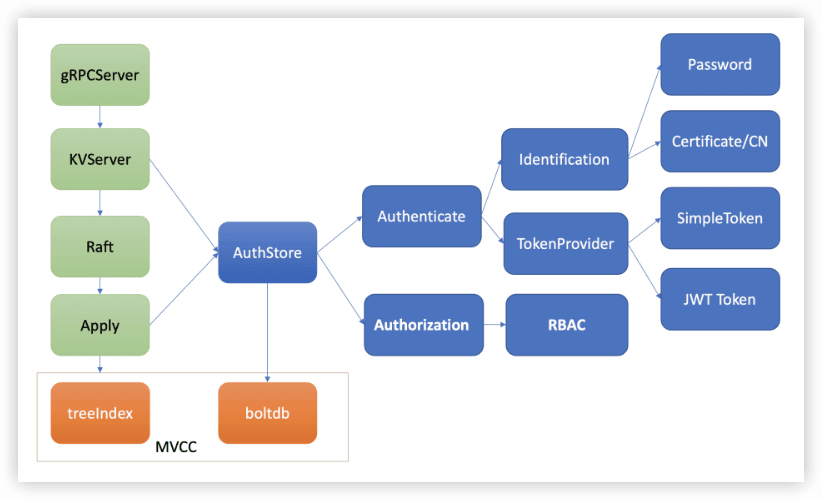 gRPCServer
KVServer
Raft
Apply
treeIndex
boltdb
MVCC
AuthStore
Authenticate
Authorization
Identification
TokenProvider
RBAC
Password
Certificate/CN
SimpleToken
JWT Token